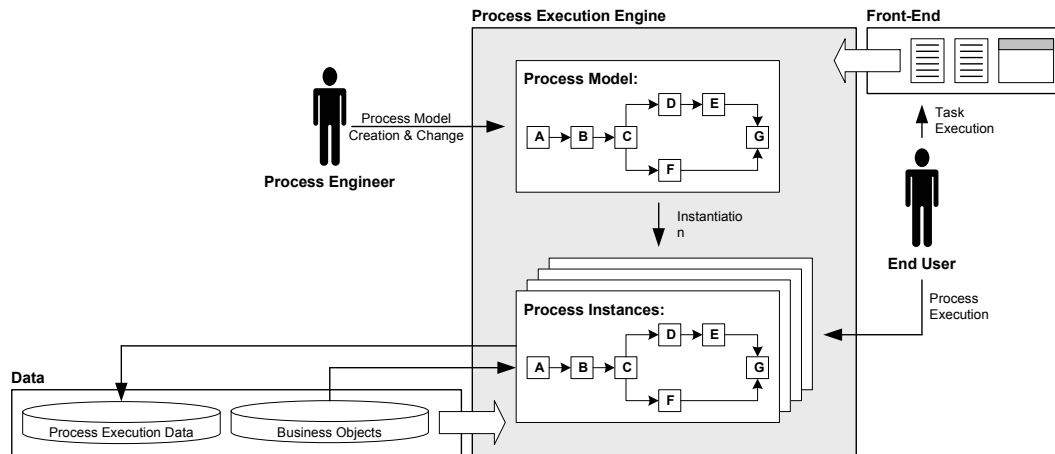 Process Execution Engine
Front-End
Process Model:
D E
A B C G
F
Process Model
Creation & Change
Process Engineer
Task
Execution
Instantiatio
n
End User
Process
Execution
Process Instances:
D E
A B C G
F
Data
Process Execution Data
Business Objects